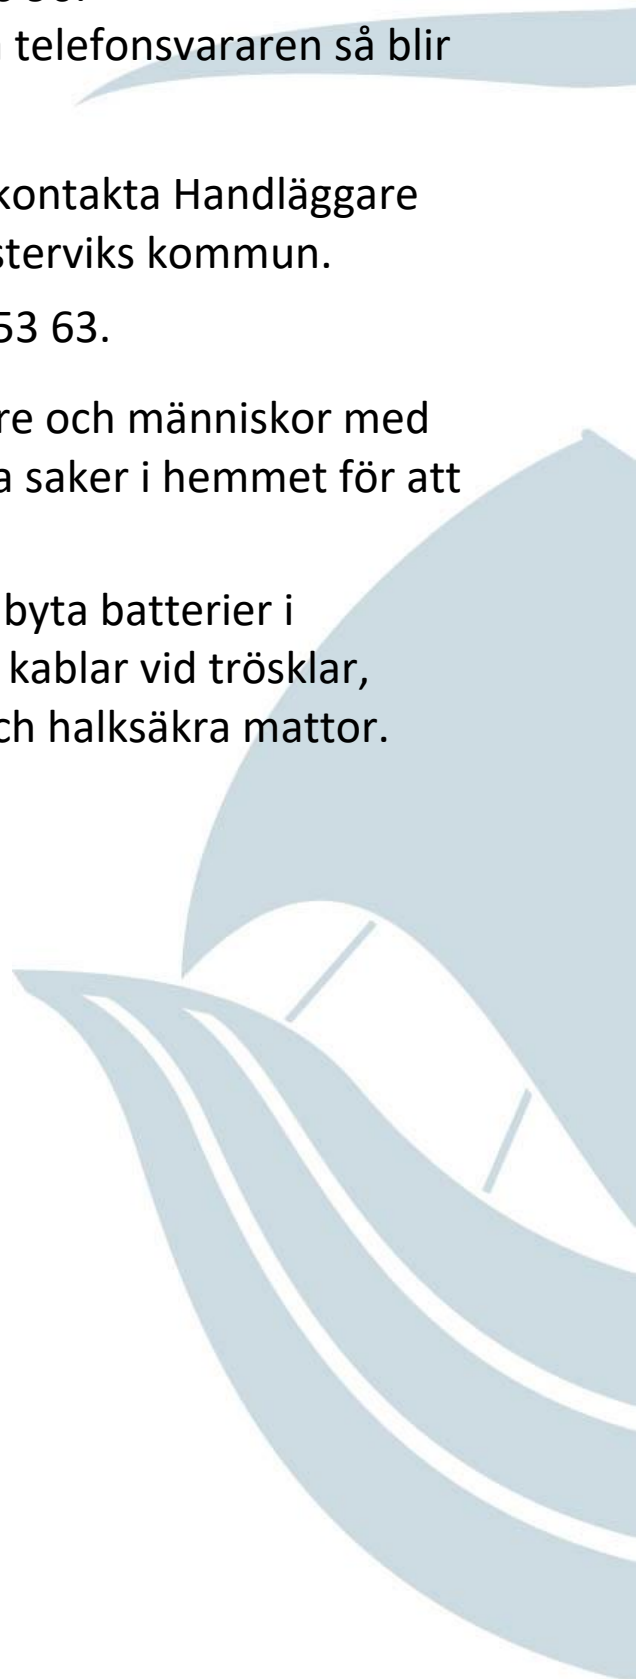 telefonsvararen så blir
kontakta Handläggare
sterviks kommun.
53 63.
re och människor med
a saker i hemmet för att
byta batterier i
kablar vid trösklar,
ch halksäkra mattor.